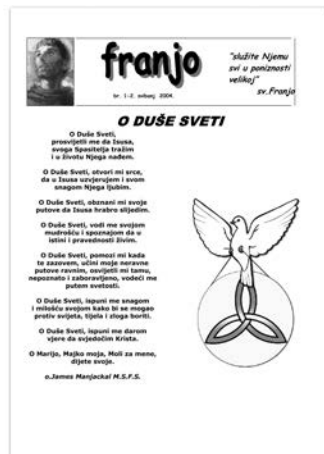 franjo
"služite Njemu
svi u poniznosti
velikoj"
sv.Franjo
br. 1-2. svibanj 2004.
O DUŠE SVETI
O Duše Sveti,
prosvijetli me da Isusa,
svoga Spasitelja tražim
i u životu Njega nađem.
O Duše Sveti, otvori mi srce,
da u Isusa uzvjerujem i svom
snagom Njega ljubim.
O Duše Sveti, obznani mi svoje
putove da Isusa hrabro slijedim.
O Duše Sveti, vodi me svojom
mudrošću i spoznajom da u
istini i pravednosti živim.
O Duše Sveti, pomozi mi kada
te zazovem, učini moje neravne
putove ravnim, osvijetli mi tamu,
nepoznato i zaboravljeno, vodeći me
putem svetosti.
O Duše Sveti, ispuni me snagom
i milošću svojom kako bi se mogao
protiv svijeta, tijela i zloga boriti.
O Duše Sveti, ispuni me darom
vjere da svjedočim Krista.
O Marijo, Majko moja, Moli za mene,
dijete svoje.
o.James Manjackal M.S.F.S.